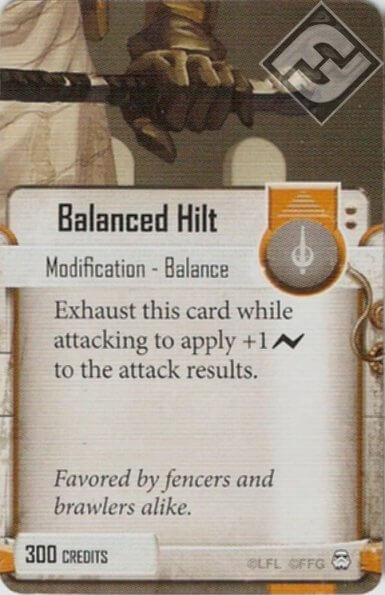 Balanced Hilt
Modification - Balance
Exhaust this card while
attacking to apply +1
to the attack results.
Favored by fencers and
brawlers alike.
300 CREDITS
©LFL ©FFG